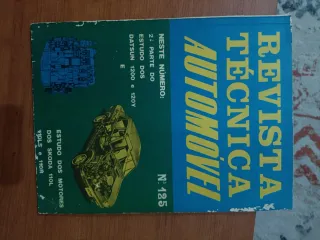 REVISTA
TÉCNICA
AUTOMÓVEL
NESTE NÚMERO:
2.ª PARTE DO
ESTUDO DOS
DATSUN 1200 e 120Y
E
Nº 125
ESTUDO DOS MOTORES
DOS SKODA 110L